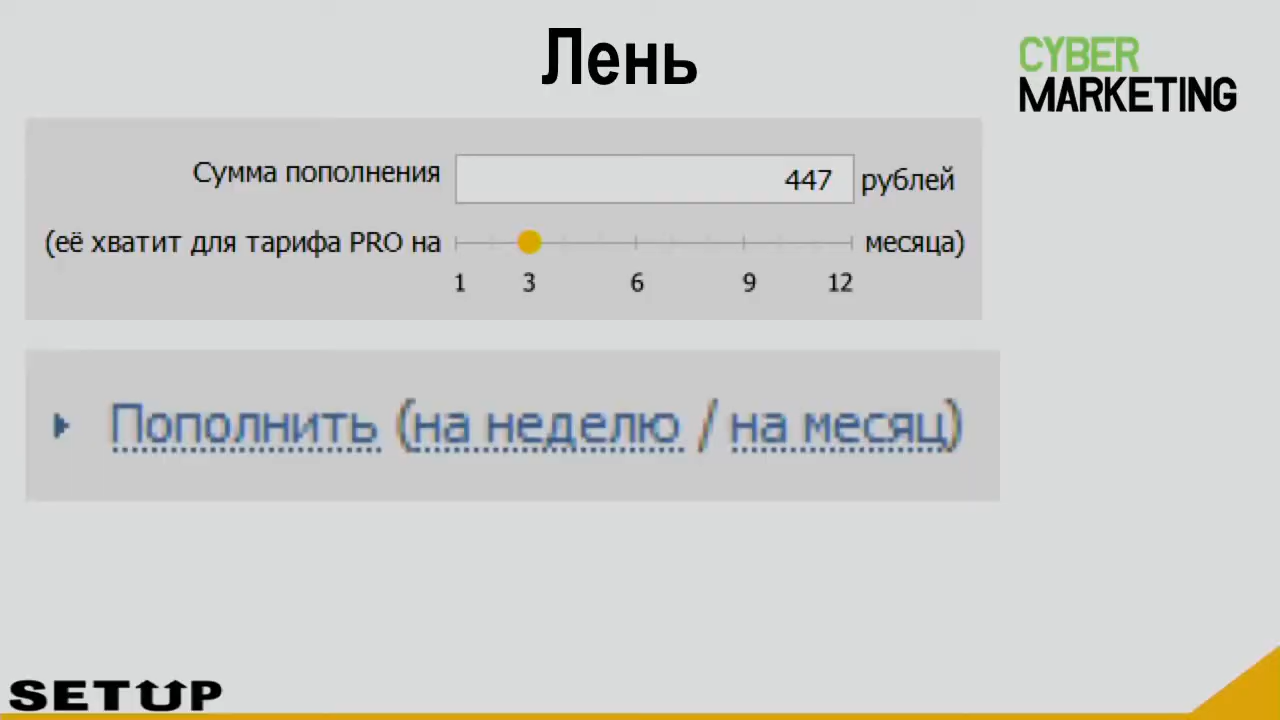 Лень
CYBER
MARKETING
Сумма пополнения 447 рублей
(её хватит для тарифа PRO на месяца)
1 3 6 9 12
Пополнить (на неделю / на месяц)
SETUP